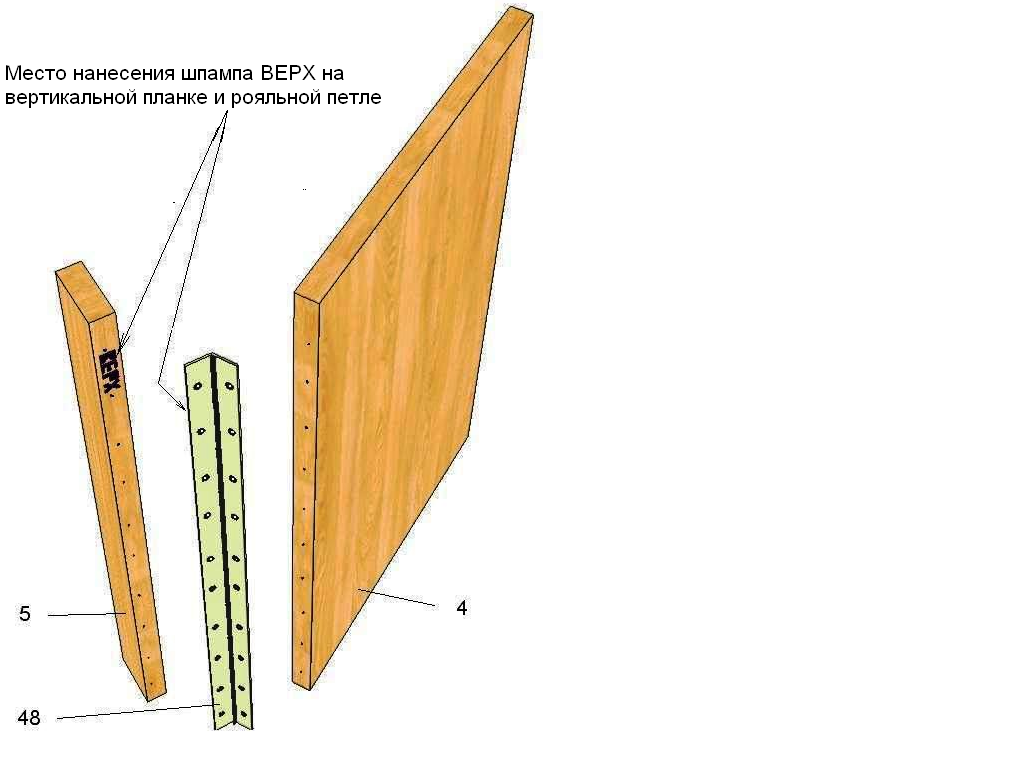 Место нанесения шпампа ВЕРХ на
вертикальной планке и рояльной петле
ВЕРХ
5
4
48